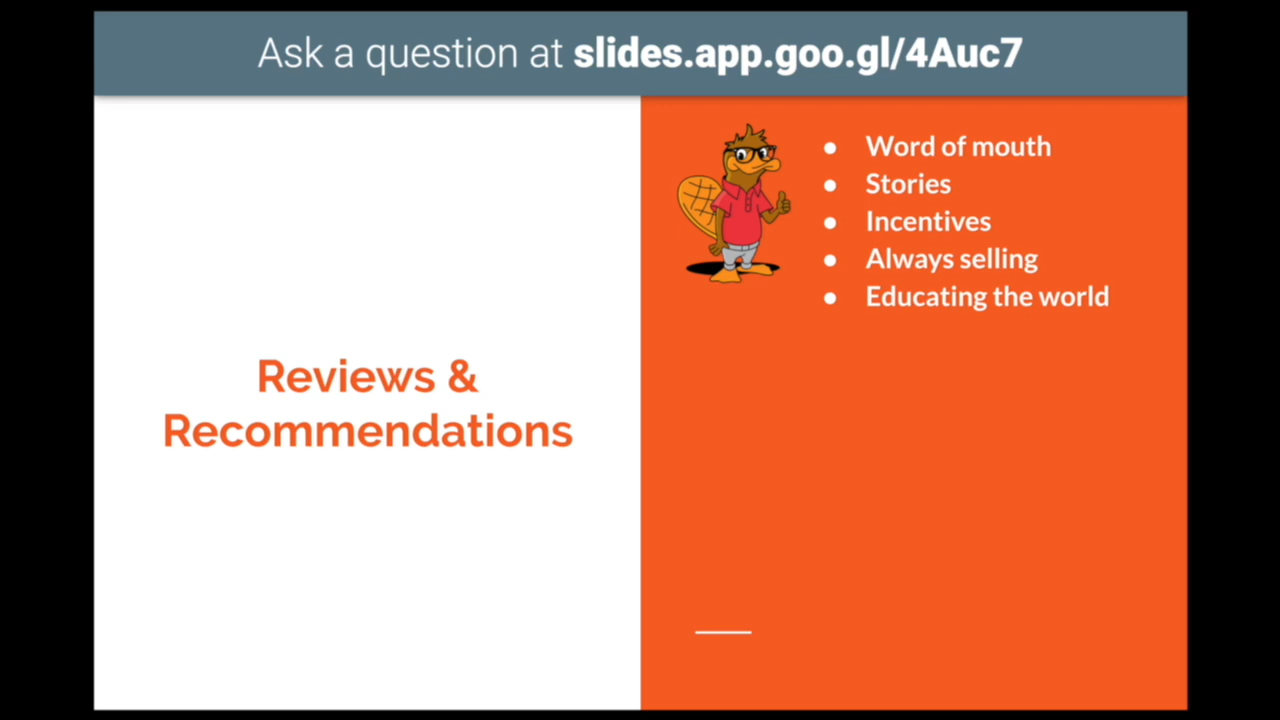 Ask a question at slides.app.goo.gl/4Auc7
Reviews &
Recommendations
● Word of mouth
● Stories
● Incentives
● Always selling
● Educating the world